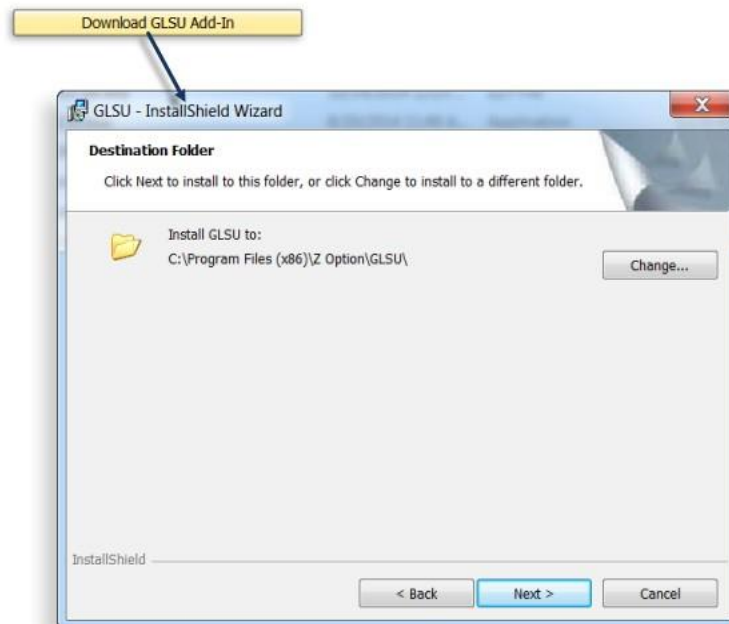 Download GLSU Add-In
GLSU - InstallShield Wizard
X
Destination Folder
Click Next to install to this folder, or click Change to install to a different folder.
Install GLSU to:
C:\Program Files (x86)\Z Option\GLSU\
Change...
InstallShield
< Back
Next >
Cancel